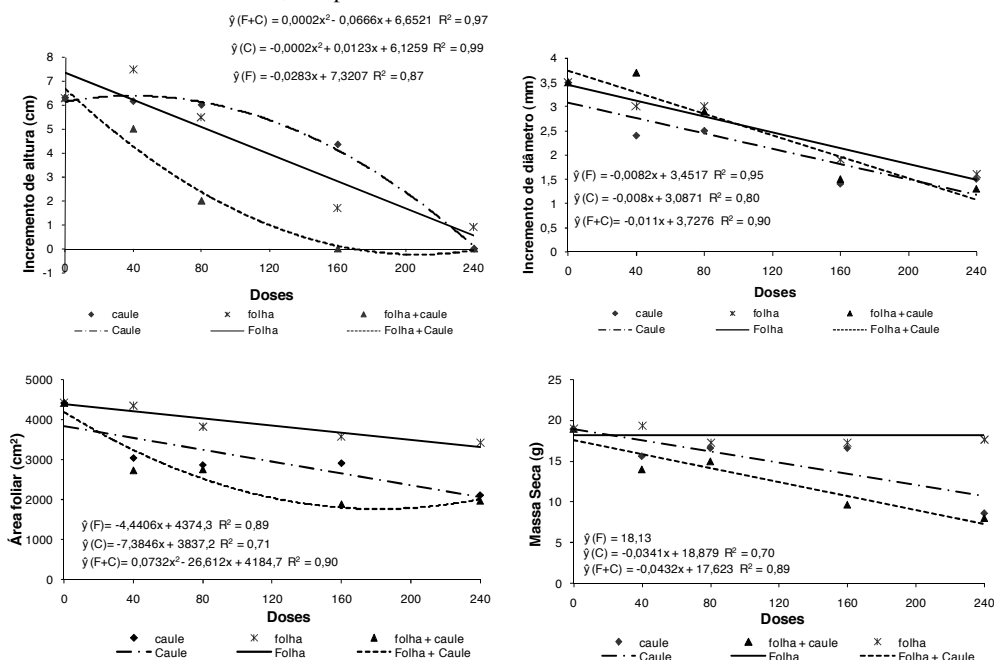 ŷ (F+C) = 0,0002x² - 0,0666x + 6,6521 R² = 0,97
ŷ (C) = -0,0002x² + 0,0123x + 6,1259 R² = 0,99
ŷ (F) = -0,0283x + 7,3207 R² = 0,87
Incremento de altura (cm)
8
7
6
5
4
3
2
1
0
-1
0
40
80
120
160
200
240
Doses
caule
folha
folha + caule
Caule
Folha
Folha + Caule
Incremento de diâmetro (mm)
4
3,5
3
2,5
2
1,5
1
0,5
0
ŷ (F) = -0,0082x + 3,4517 R² = 0,95
ŷ (C) = -0,008x + 3,0871 R² = 0,80
ŷ (F+C) = -0,011x + 3,7276 R² = 0,90
0
40
80
120
160
200
240
Doses
caule
folha
folha + caule
Caule
Folha
Folha + Caule
Área foliar (cm²)
5000
4000
3000
2000
1000
0
ŷ (F)= -4,4406x + 4374,3 R² = 0,89
ŷ (C)= -7,3846x + 3837,2 R² = 0,71
ŷ (F+C)= 0,0732x² - 26,612x + 4184,7 R² = 0,90
0
40
80
120
160
200
240
Doses
caule
folha
folha + caule
Caule
Folha
Folha + Caule
Massa Seca (g)
25
20
15
10
5
0
ŷ (F) = 18,13
ŷ (C) = -0,0341x + 18,879 R² = 0,70
ŷ (F+C) = -0,0432x + 17,623 R² = 0,89
0
40
80
120
160
200
240
Doses
caule
folha + caule
folha
Caule
Folha
Folha + Caule